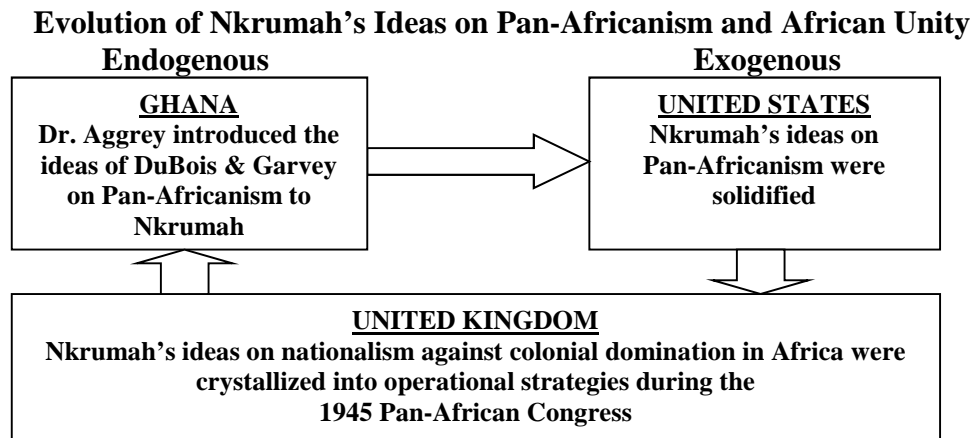 Evolution of Nkrumah's Ideas on Pan-Africanism and African Unity
Endogenous
Exogenous
GHANA
Dr. Aggrey introduced the
ideas of DuBois & Garvey
on Pan-Africanism to
Nkrumah
UNITED STATES
Nkrumah's ideas on
Pan-Africanism were
solidified
UNITED KINGDOM
Nkrumah's ideas on nationalism against colonial domination in Africa were
crystallized into operational strategies during the
1945 Pan-African Congress